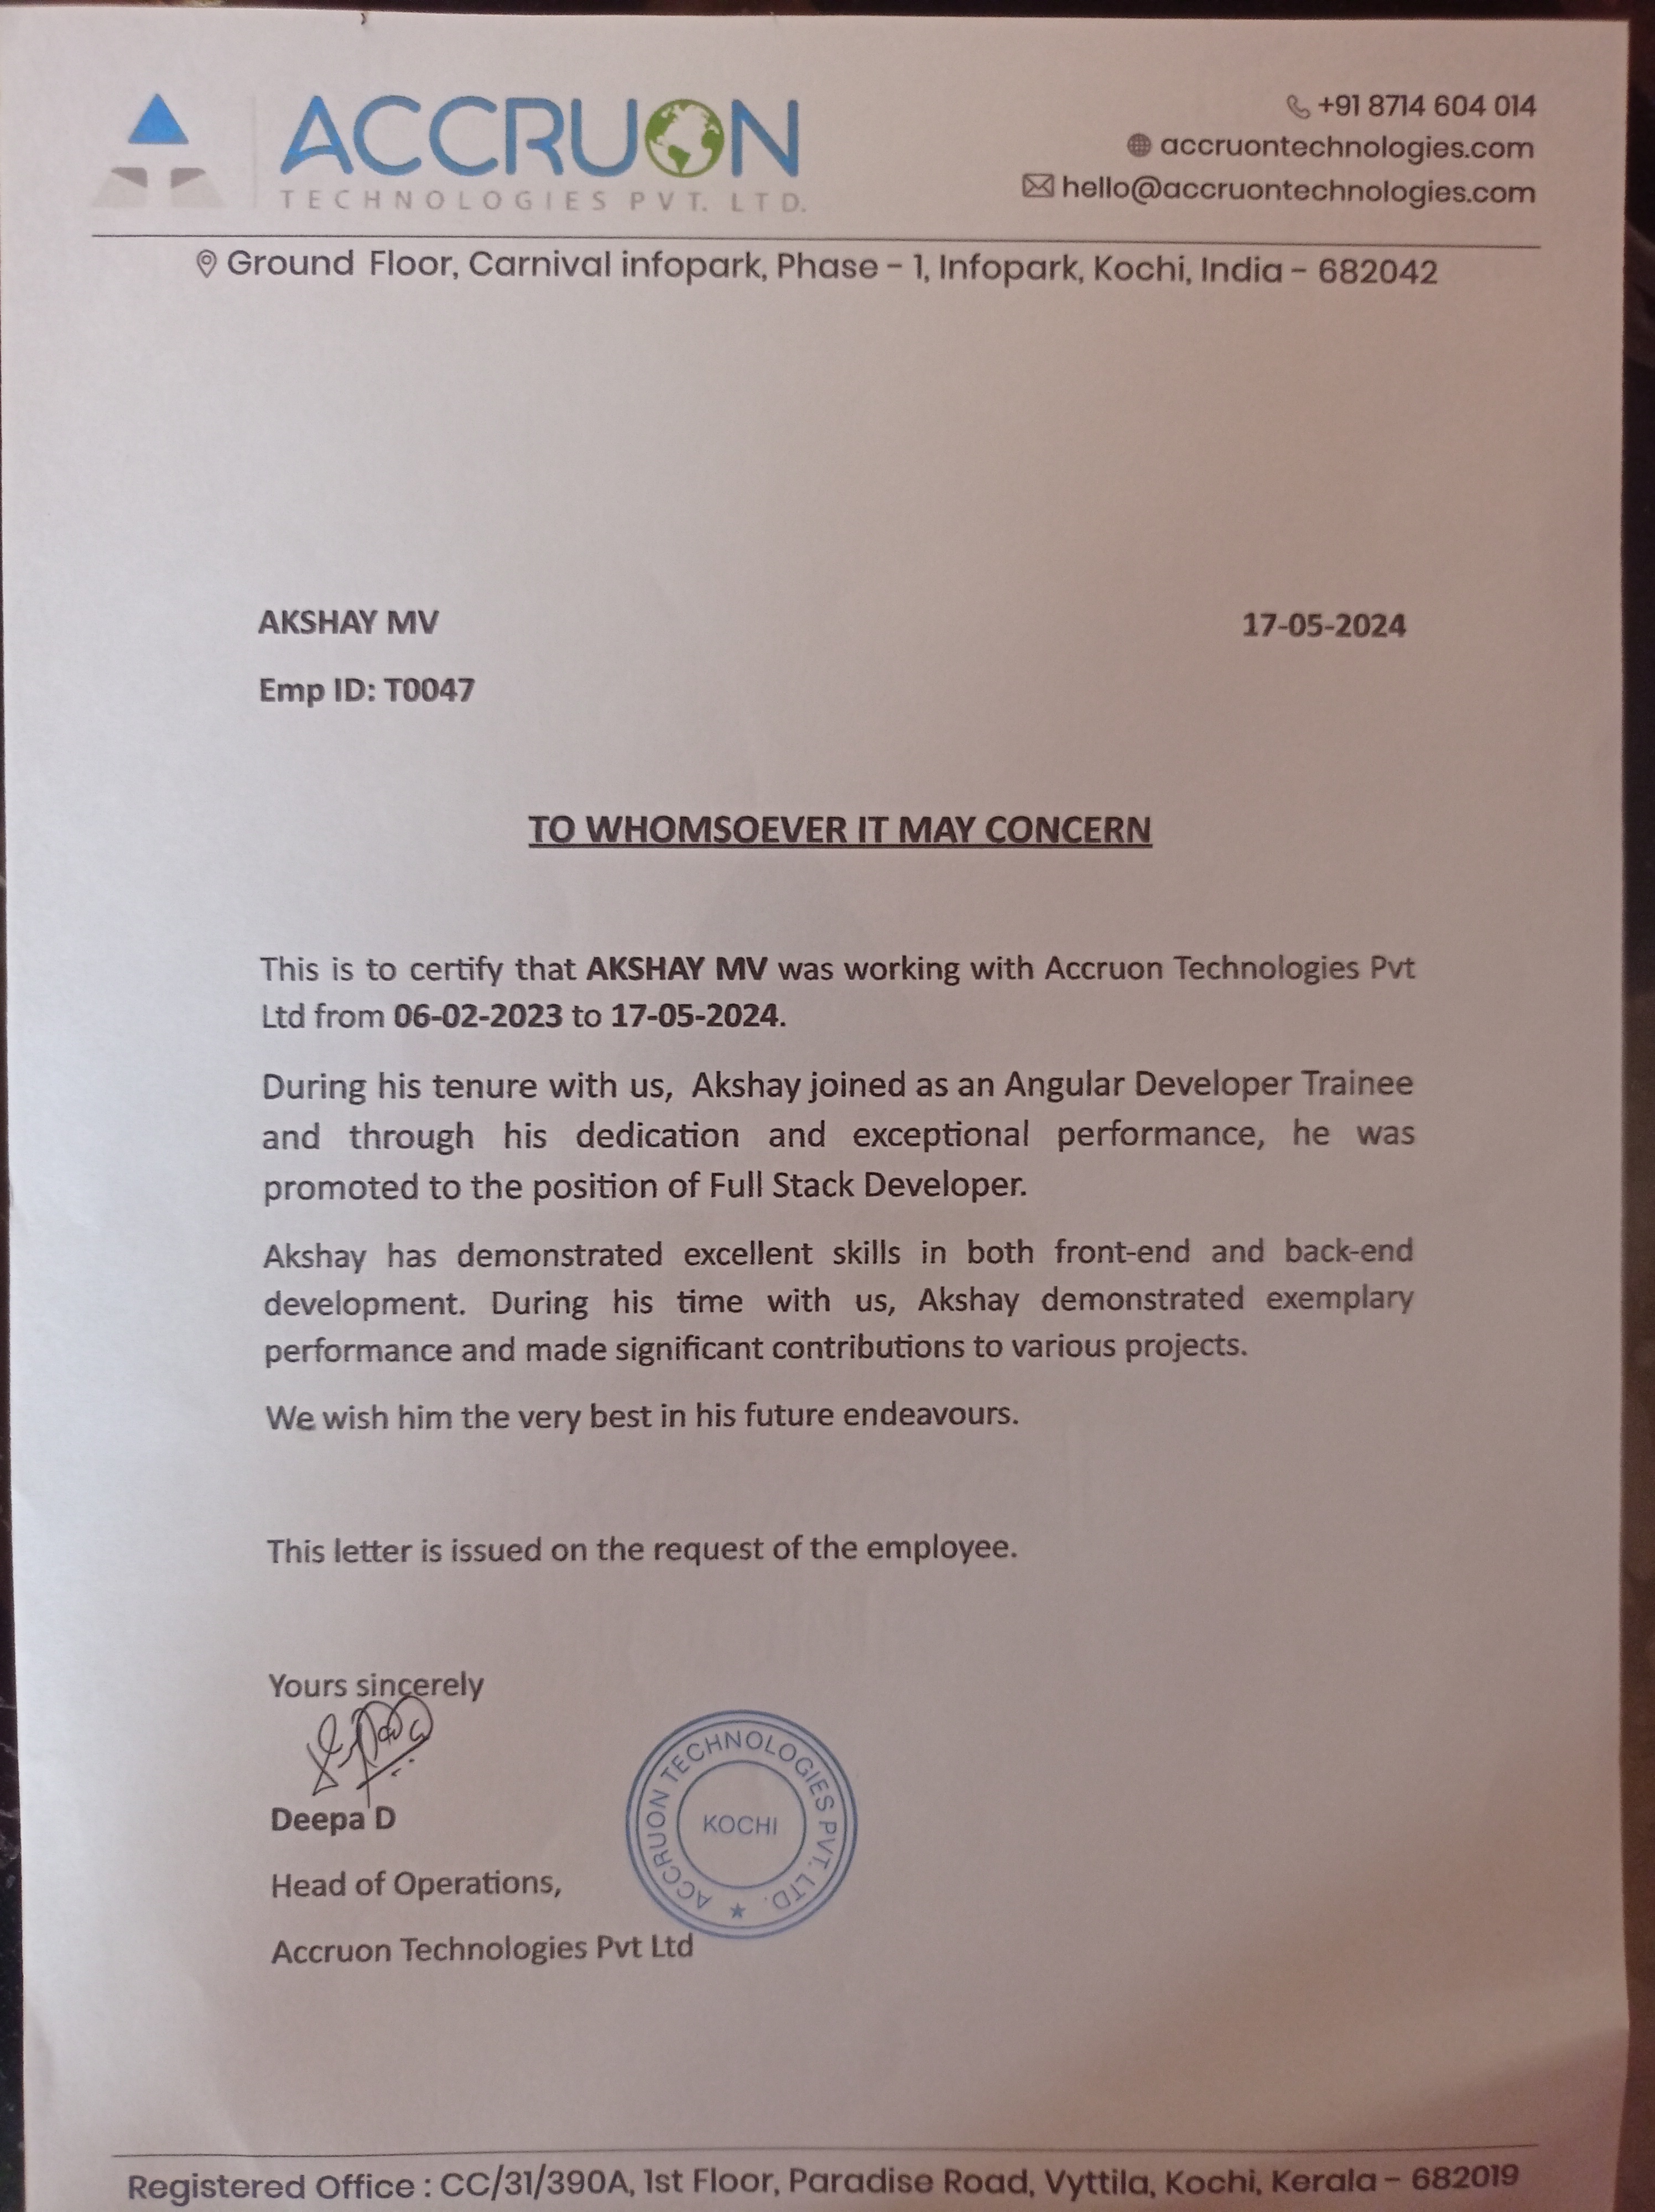 ACCRUON
TECHNOLOGIES PVT. LTD.
+91 8714 604 014
accruontechnologies.com
hello@accruontechnologies.com
Ground Floor, Carnival infopark, Phase - 1, Infopark, Kochi, India - 682042
AKSHAY MV
17-05-2024
Emp ID: T0047
TO WHOMSOEVER IT MAY CONCERN
This is to certify that AKSHAY MV was working with Accruon Technologies Pvt
Ltd from 06-02-2023 to 17-05-2024.
During his tenure with us, Akshay joined as an Angular Developer Trainee
and through his dedication and exceptional performance, he was
promoted to the position of Full Stack Developer.
Akshay has demonstrated excellent skills in both front-end and back-end
development. During his time with us, Akshay demonstrated exemplary
performance and made significant contributions to various projects.
We wish him the very best in his future endeavours.
This letter is issued on the request of the employee.
Yours sincerely
Deepa D
Head of Operations,
Accruon Technologies Pvt Ltd
ACCRUON TECHNOLOGIES PVT. LTD.
KOCHI
Registered Office : CC/31/390A, 1st Floor, Paradise Road, Vyttila, Kochi, Kerala - 682019